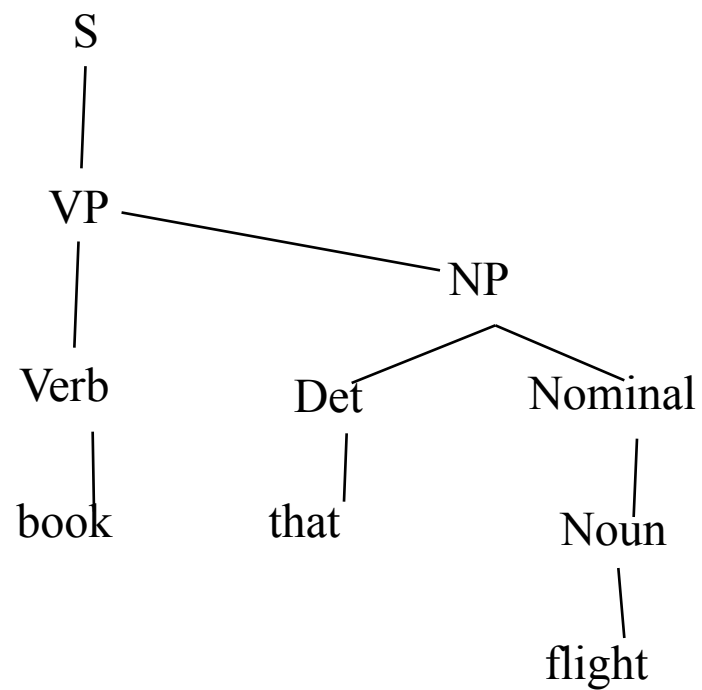 S
VP
NP
Verb
Det
Nominal
book
that
Noun
flight